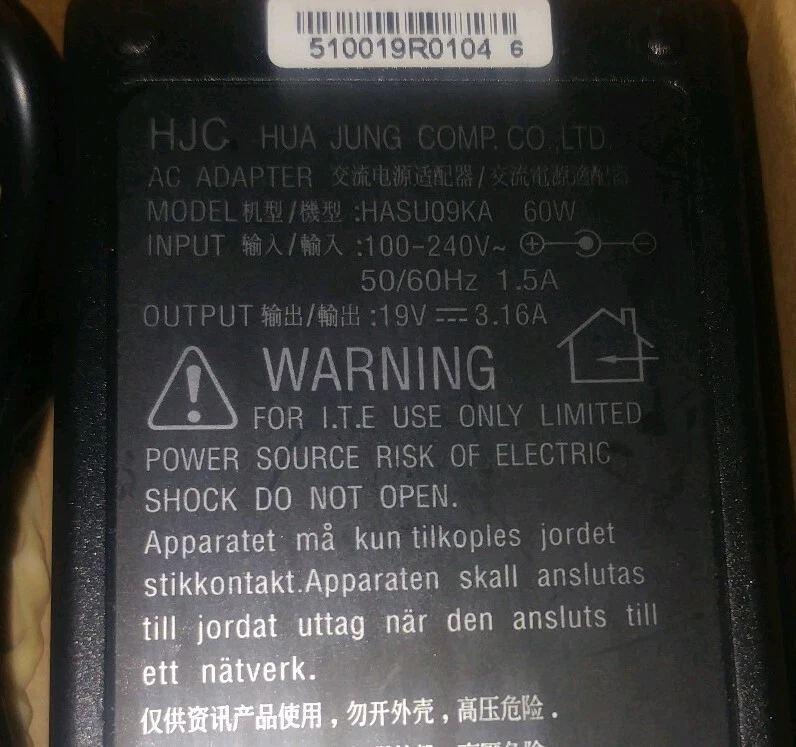 510019R0104 6
HJC HUA JUNG COMP. CO.,LTD.
AC ADAPTER 交流电源适配器/交流電源適配器
MODEL 机型/機型 :HASU09KA 60W
INPUT 输入/輸入 :100-240V~
50/60Hz 1.5A
OUTPUT 输出/輸出 :19V ⎓ 3.16A
WARNING
FOR I.T.E USE ONLY LIMITED
POWER SOURCE RISK OF ELECTRIC
SHOCK DO NOT OPEN.
Apparatet må kun tilkoples jordet
stikkontakt.Apparaten skall anslutas
till jordat uttag när den ansluts till
ett nätverk.
仅供资讯产品使用，勿开外壳，高压危险．